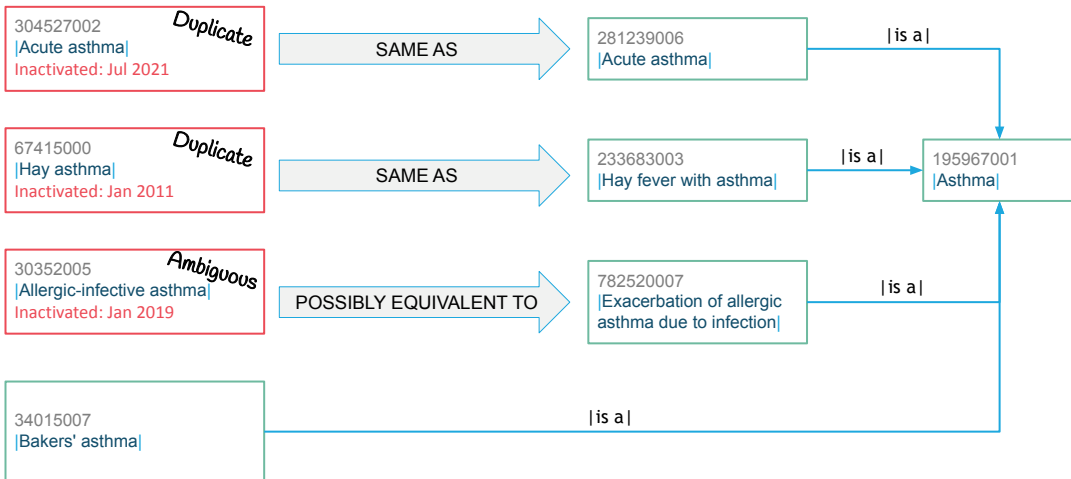 304527002
Duplicate
|Acute asthma|
Inactivated: Jul 2021
SAME AS
281239006
|Acute asthma|
|is a|
67415000
Duplicate
|Hay asthma|
Inactivated: Jan 2011
SAME AS
233683003
|Hay fever with asthma|
|is a|
195967001
|Asthma|
30352005
Ambiguous
|Allergic-infective asthma|
Inactivated: Jan 2019
POSSIBLY EQUIVALENT TO
782520007
|Exacerbation of allergic
asthma due to infection|
|is a|
34015007
|Bakers' asthma|
|is a|